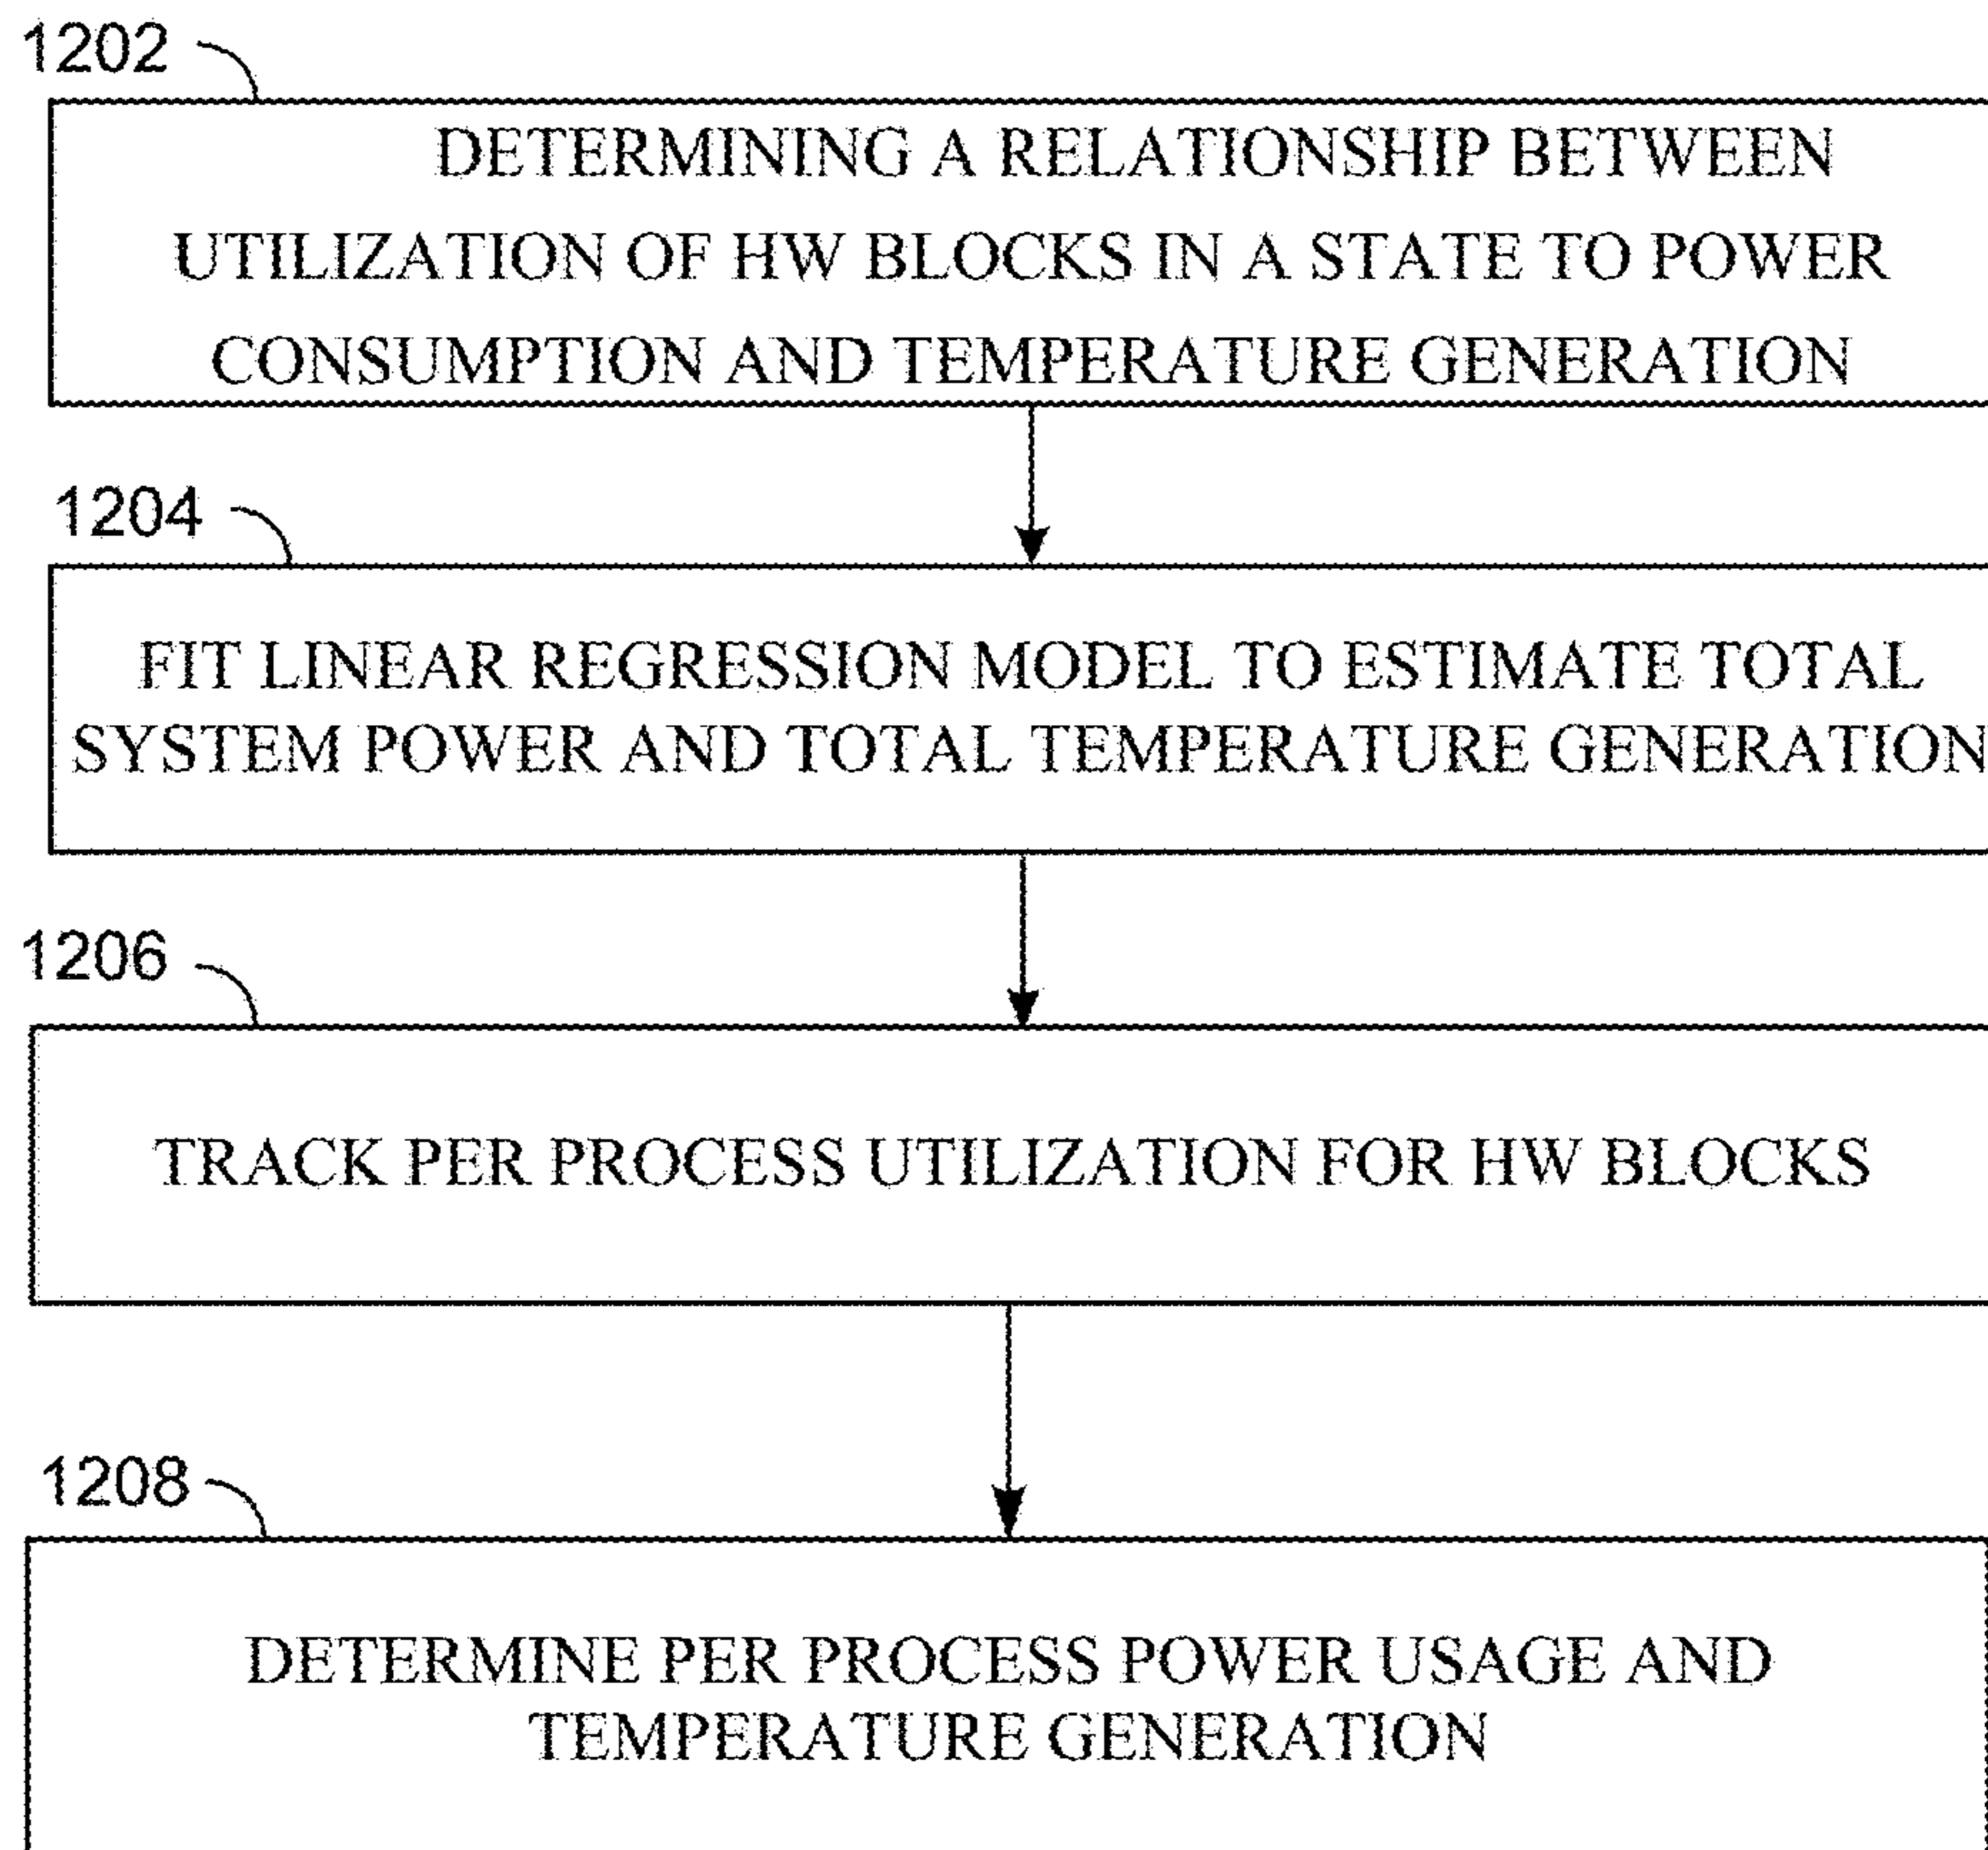 1202
DETERMINING A RELATIONSHIP BETWEEN
UTILIZATION OF HW BLOCKS IN A STATE TO POWER
CONSUMPTION AND TEMPERATURE GENERATION
1204
FIT LINEAR REGRESSION MODEL TO ESTIMATE TOTAL
SYSTEM POWER AND TOTAL TEMPERATURE GENERATION
1206
TRACK PER PROCESS UTILIZATION FOR HW BLOCKS
1208
DETERMINE PER PROCESS POWER USAGE AND
TEMPERATURE GENERATION